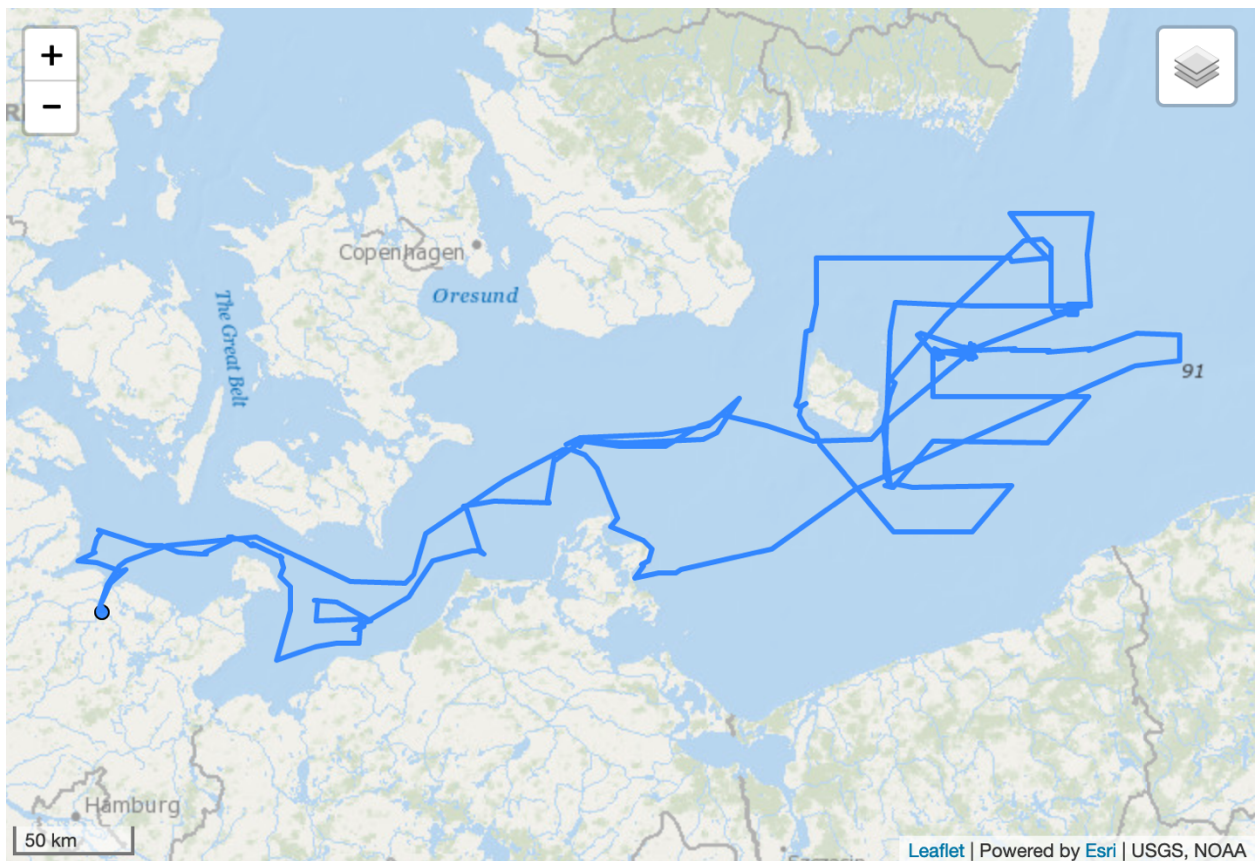 +
−
Copenhagen
Øresund
The Great Belt
91
Hamburg
50 km
Leaflet | Powered by Esri | USGS, NOAA